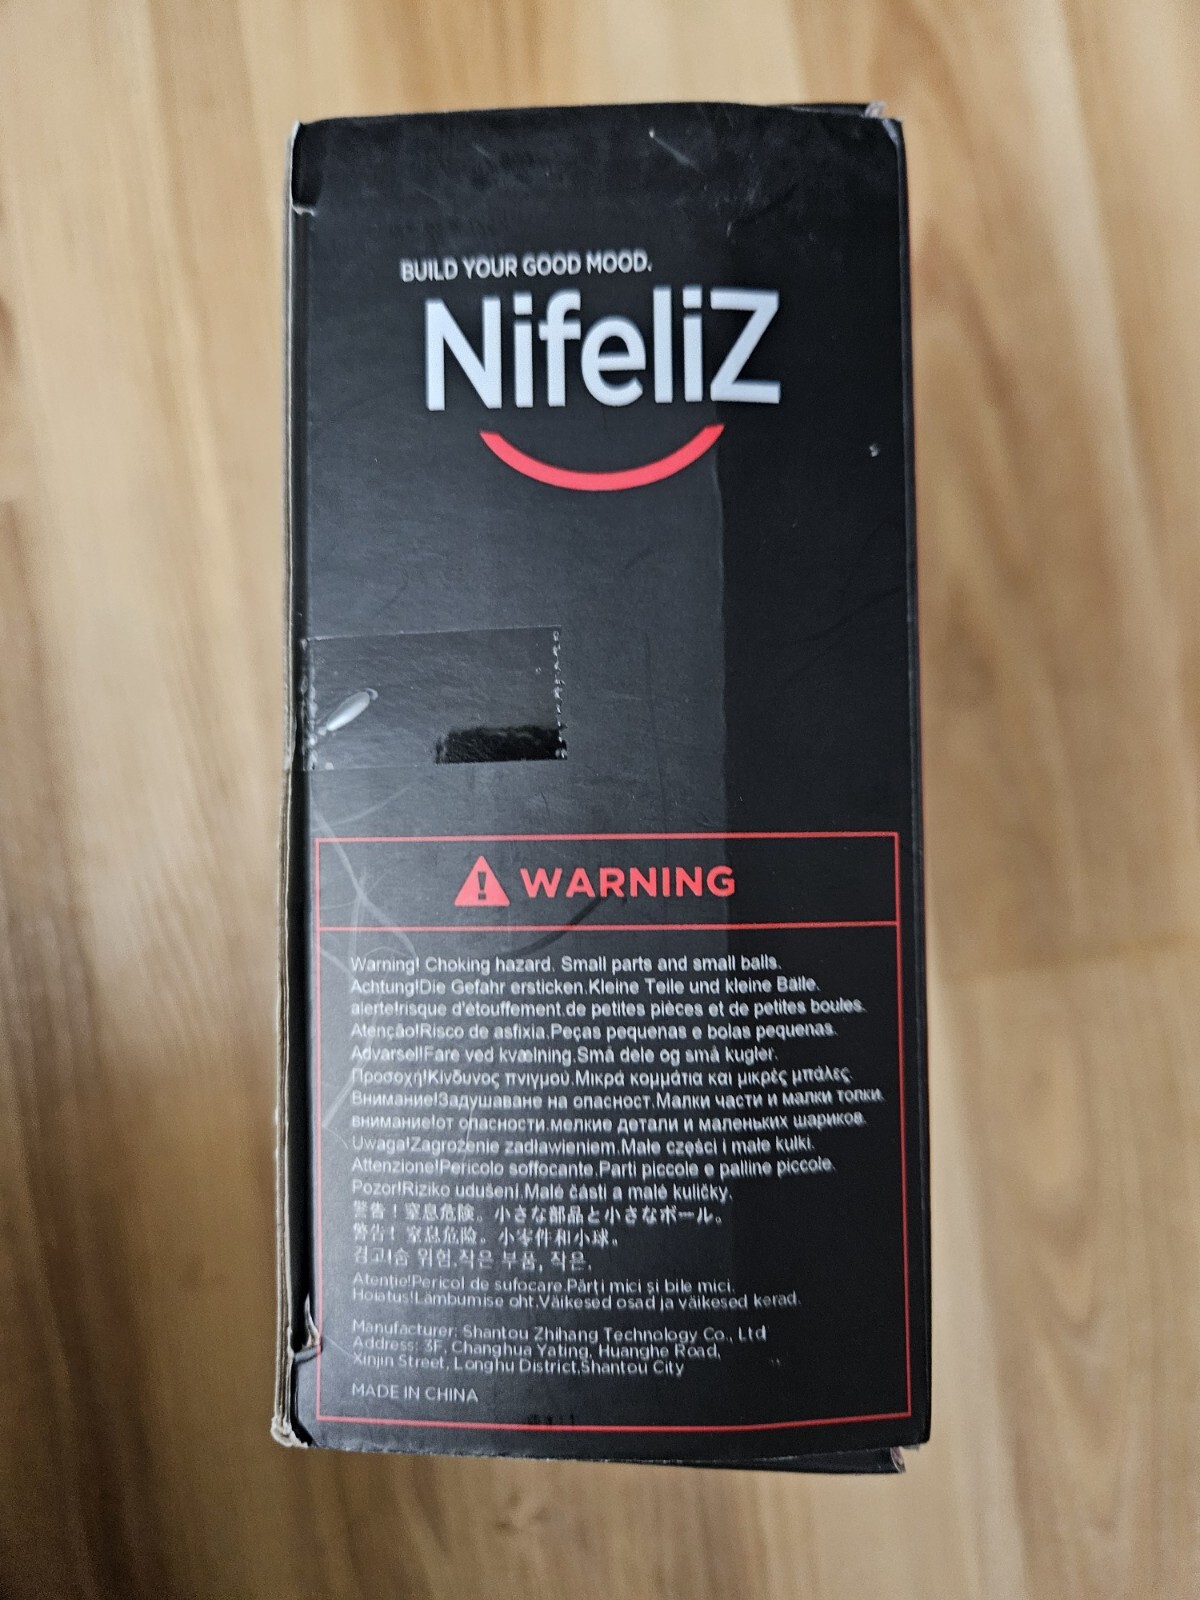 BUILD YOUR GOOD MOOD.
NifeliZ
WARNING
Warning! Choking hazard. Small parts and small balls.
Achtung!Die Gefahr ersticken.Kleine Teile und kleine Bälle.
alerte!risque d'étouffement.de petites pièces et de petites boules.
Atenção!Risco de asfixia.Peças pequenas e bolas pequenas.
Advarsel!Fare ved kvælning.Små dele og små kugler.
Προσοχή!Κίνδυνος πνιγμού.Μικρά κομμάτια και μικρές μπάλες.
Внимание!Задушаване на опасност.Малки части и малки топки.
внимание!от опасности.мелкие детали и маленьких шариков.
Uwaga!Zagrożenie zadławieniem.Małe części i małe kulki.
Attenzione!Pericolo soffocante.Parti piccole e palline piccole.
Pozor!Riziko udušení.Malé části a malé kuličky.
警告！窒息危険。小さな部品と小さなボール。
警告！窒息危险。小零件和小球。
위험.작은 부품, 작은.
Atenție!Pericol de sufocare.Părți mici și bile mici.
Hoiatus!Lämbumise oht.Väikesed osad ja väikesed kerad.
Manufacturer: Shantou Zhihang Technology Co., Ltd
Address: 3F, Changhua Yating, Huanghe Road,
Xinjin Street, Longhu District,Shantou City
MADE IN CHINA